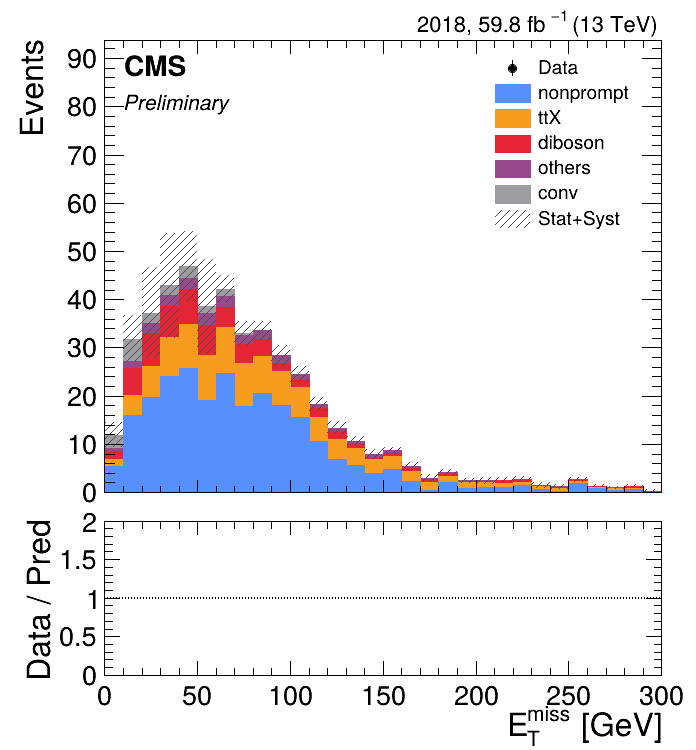 2018, 59.8 fb⁻¹ (13 TeV)
CMS
Preliminary
Events
90
80
70
60
50
40
30
20
10
0
Data
nonprompt
ttX
diboson
others
conv
Stat+Syst
Data / Pred
2
1.5
1
0.5
0
0 50 100 150 200 250 300
E_T^miss [GeV]